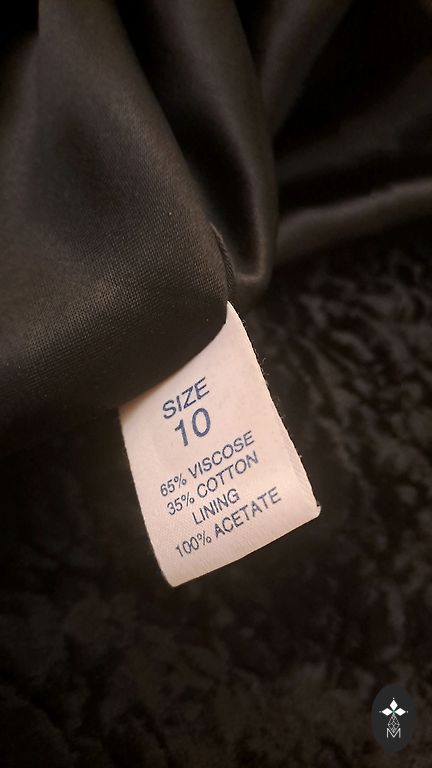 SIZE
10
65% VISCOSE
35% COTTON
LINING
100% ACETATE
M